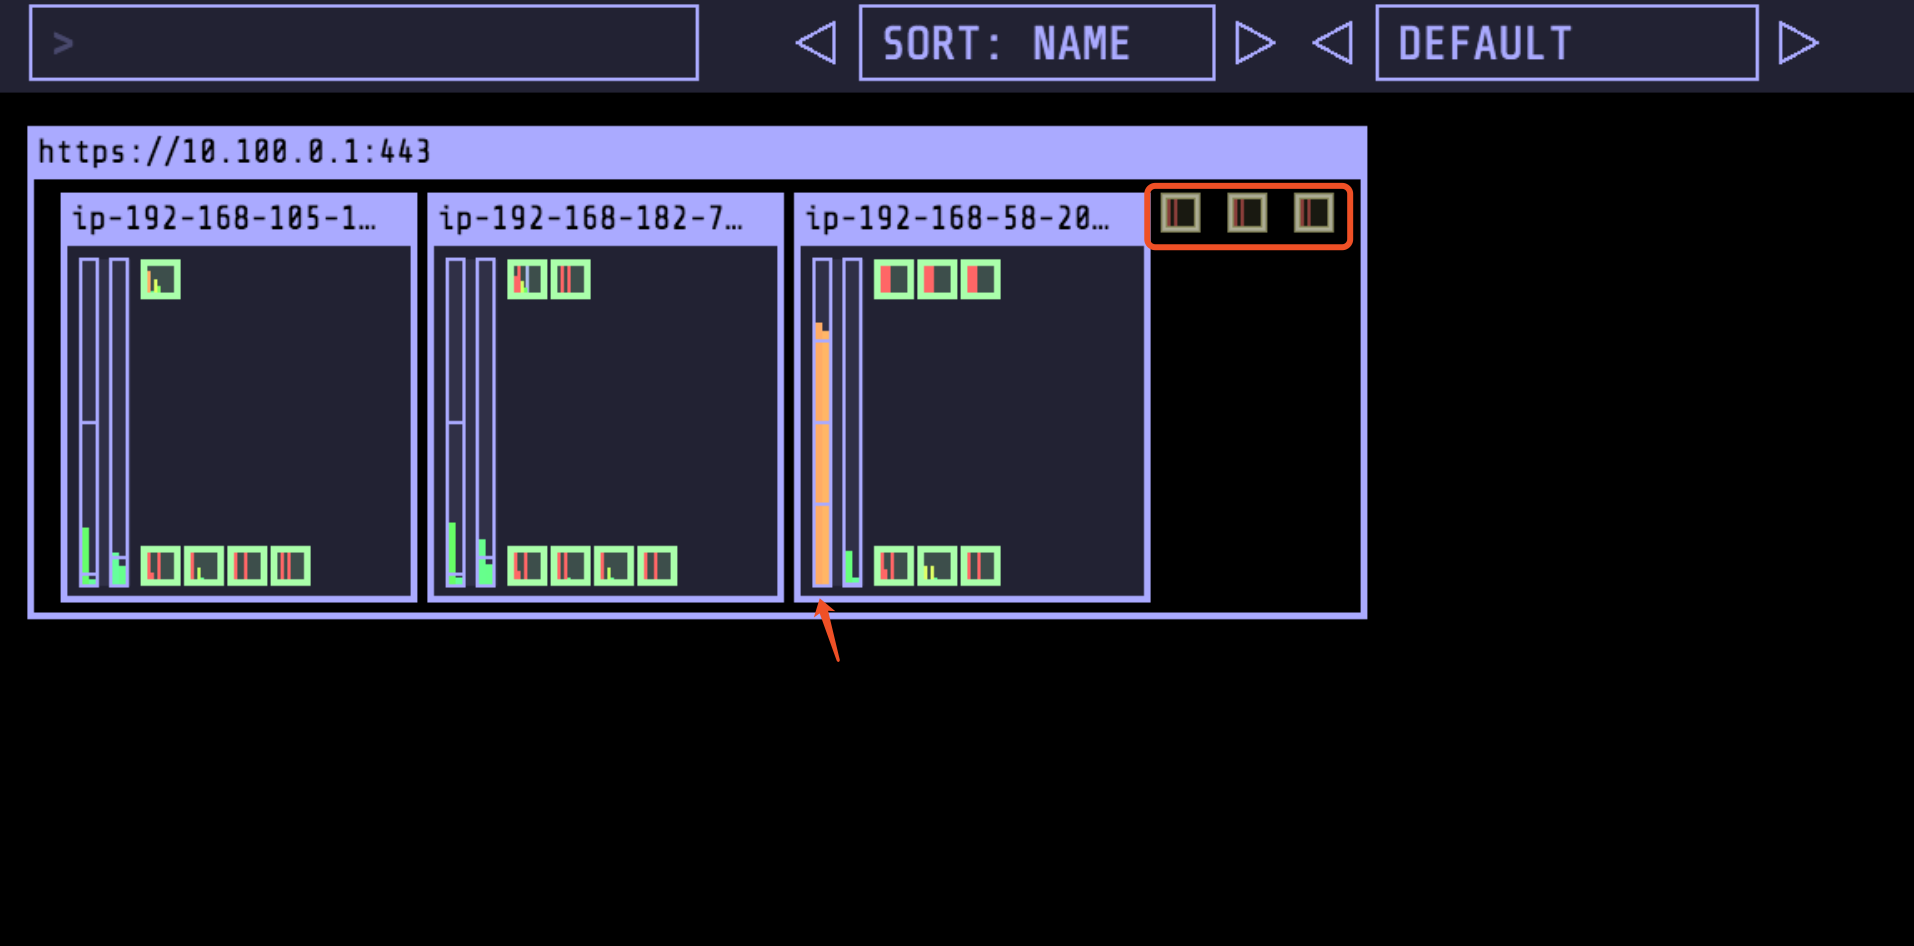 >
SORT: NAME
DEFAULT
https://10.100.0.1:443
ip-192-168-105-1…
ip-192-168-182-7…
ip-192-168-58-20…